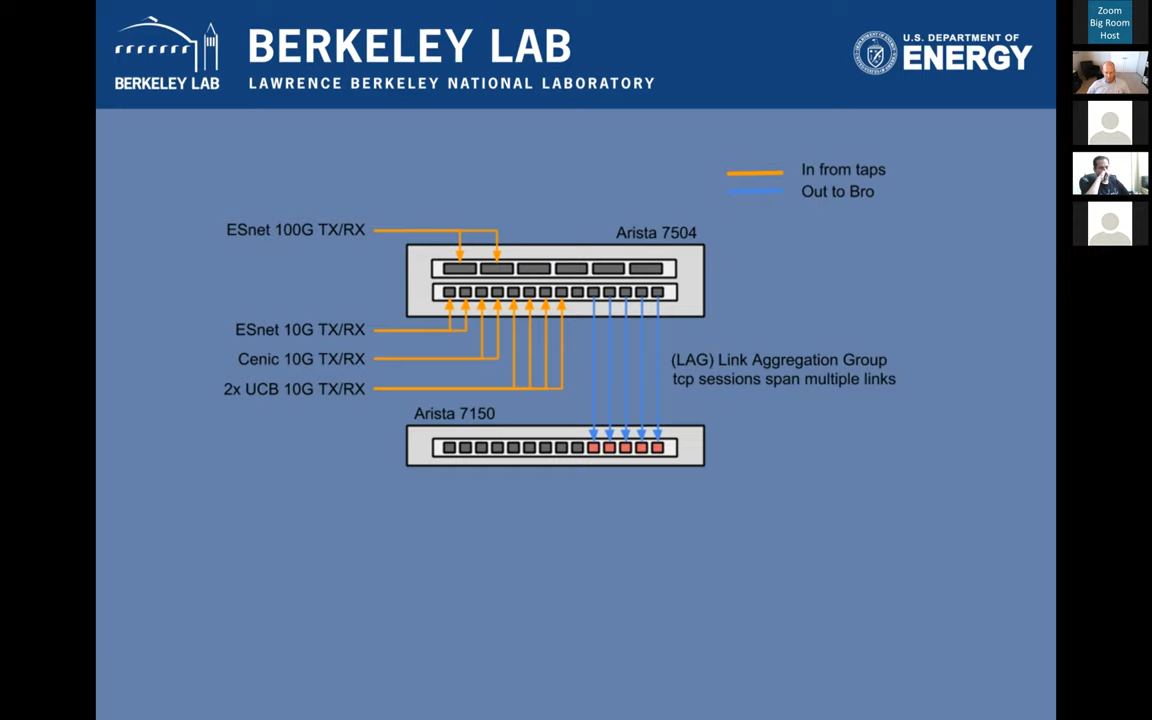 BERKELEY LAB
BERKELEY LAB
LAWRENCE BERKELEY NATIONAL LABORATORY
U.S. DEPARTMENT OF
ENERGY
Zoom
Big Room
Host
In from taps
Out to Bro
ESnet 100G TX/RX
Arista 7504
ESnet 10G TX/RX
Cenic 10G TX/RX
2x UCB 10G TX/RX
(LAG) Link Aggregation Group
tcp sessions span multiple links
Arista 7150